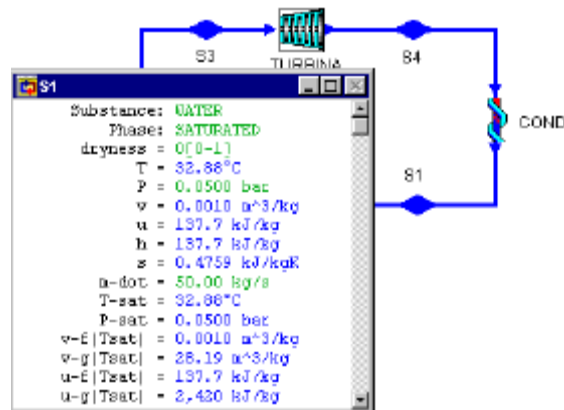 S3
S4
TURBINA
S1
Substance: WATER
Phase: SATURATED
dryness = 0[0-1]
T = 32.88°C
P = 0.0500 bar
COND
v = 0.0010 m^3/kg
S1
u = 137.7 kJ/kg
h = 137.7 kJ/kg
s = 0.4759 kJ/kgK
m-dot = 50.00 kg/s
T-sat = 32.88°C
P-sat = 0.0500 bar
v-f|Tsat| = 0.0010 m^3/kg
v-g|Tsat| = 28.19 m^3/kg
u-f|Tsat| = 137.7 kJ/kg
u-g|Tsat| = 2,420 kJ/kg